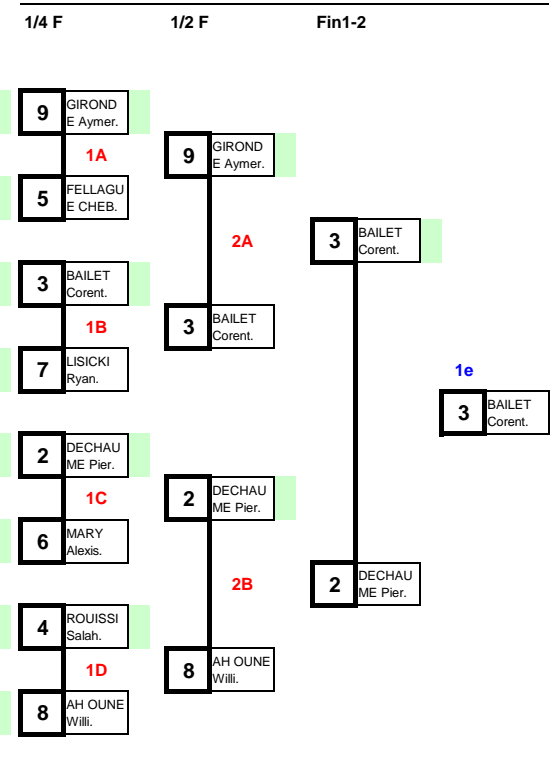 1/4 F
1/2 F
Fin1-2
9
GIROND
E Aymer.
1A
5
FELLAGU
E CHEB.
3
BAILET
Corent.
1B
7
LISICKI
Ryan.
2
DECHAU
ME Pier.
1C
6
MARY
Alexis.
4
ROUISSI
Salah.
1D
8
AH OUNE
Willi.
9
GIROND
E Aymer.
2A
3
BAILET
Corent.
2
DECHAU
ME Pier.
2B
8
AH OUNE
Willi.
3
BAILET
Corent.
2
DECHAU
ME Pier.
1e
3
BAILET
Corent.